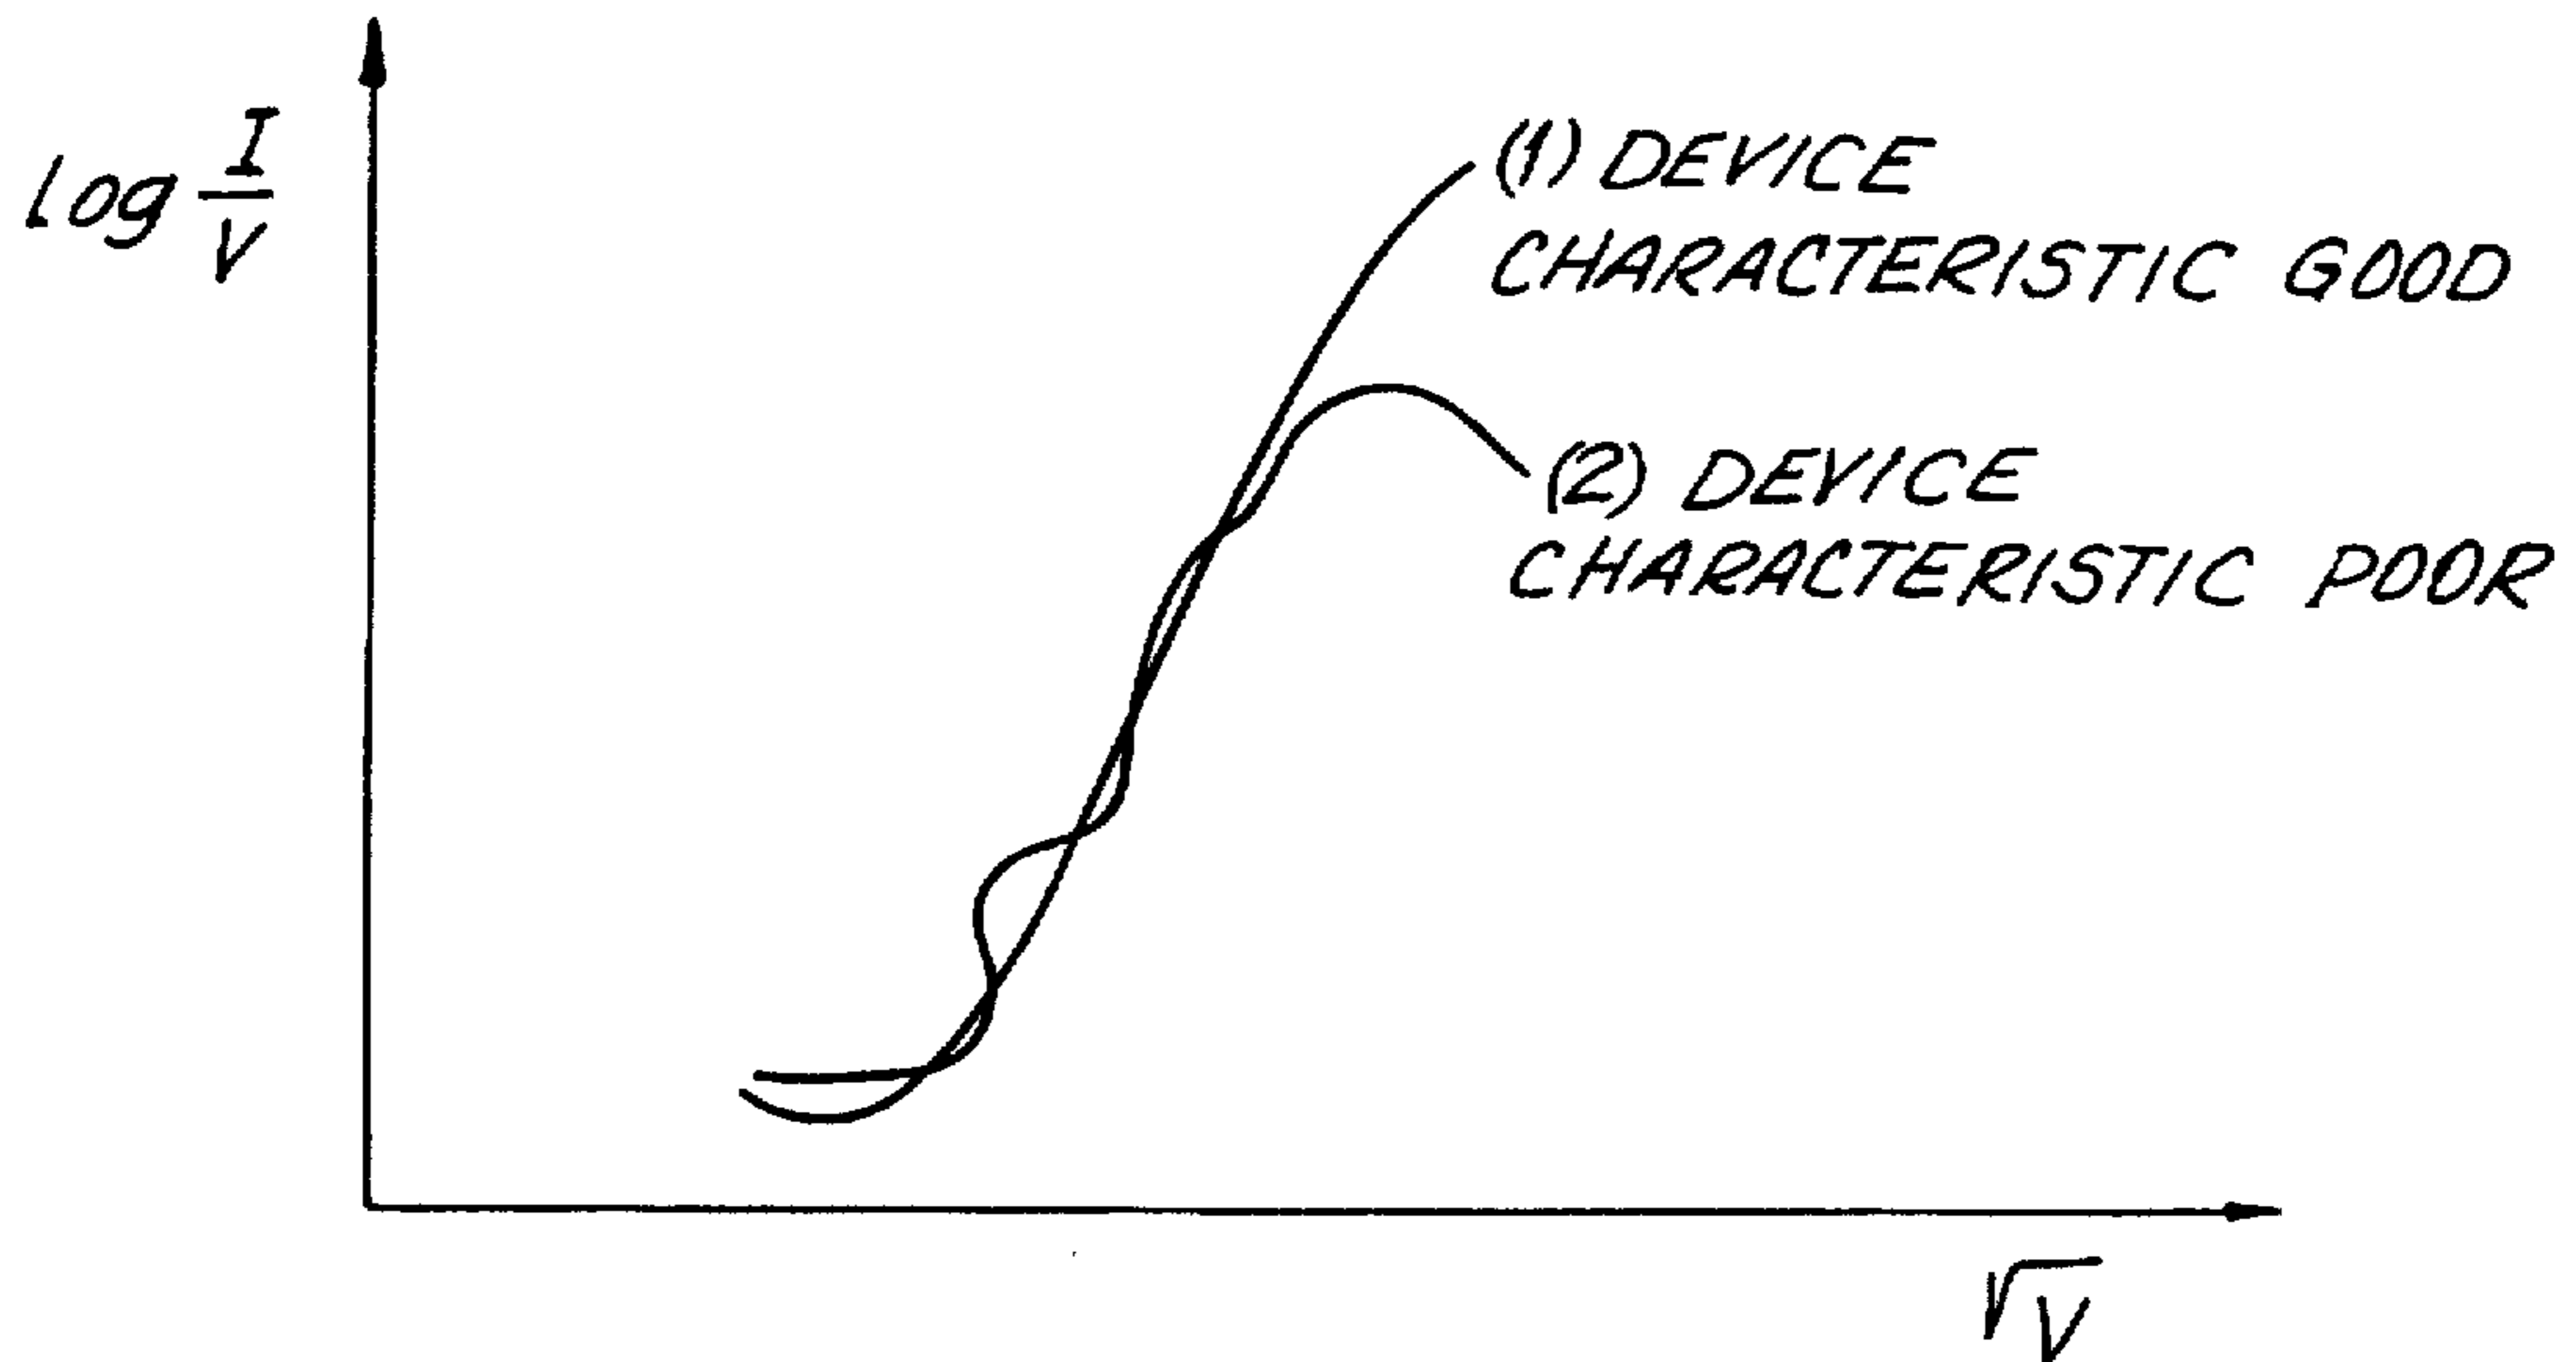 log I/V
(1) DEVICE
CHARACTERISTIC GOOD
(2) DEVICE
CHARACTERISTIC POOR
√V